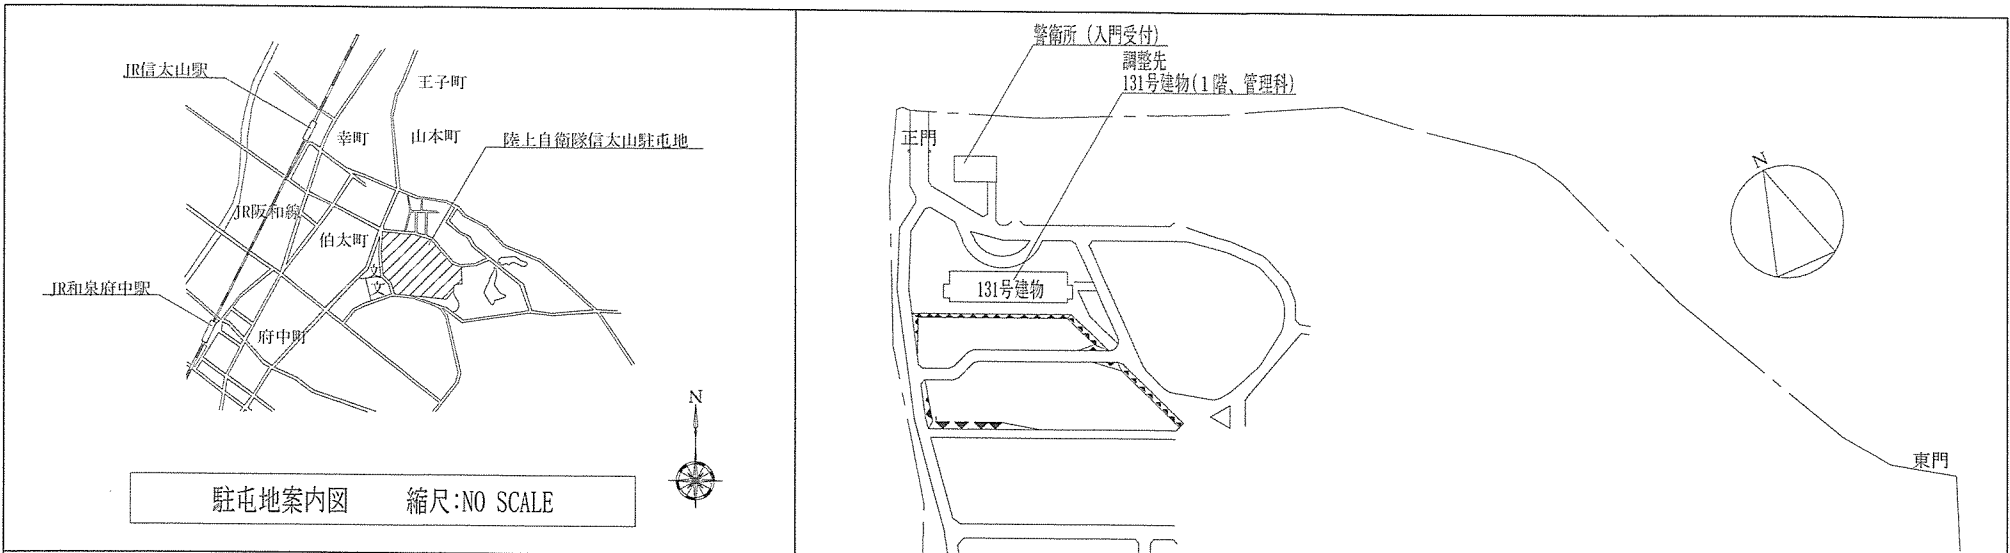 JR信太山駅
王子町
幸町
山本町
陸上自衛隊信太山駐屯地
JR阪和線
伯太町
文
文
JR和泉府中駅
府中町
N
駐屯地案内図 縮尺:NO SCALE
警衛所 (入門受付)
調整先
131号建物(1階、管理科)
正門
N
131号建物
東門